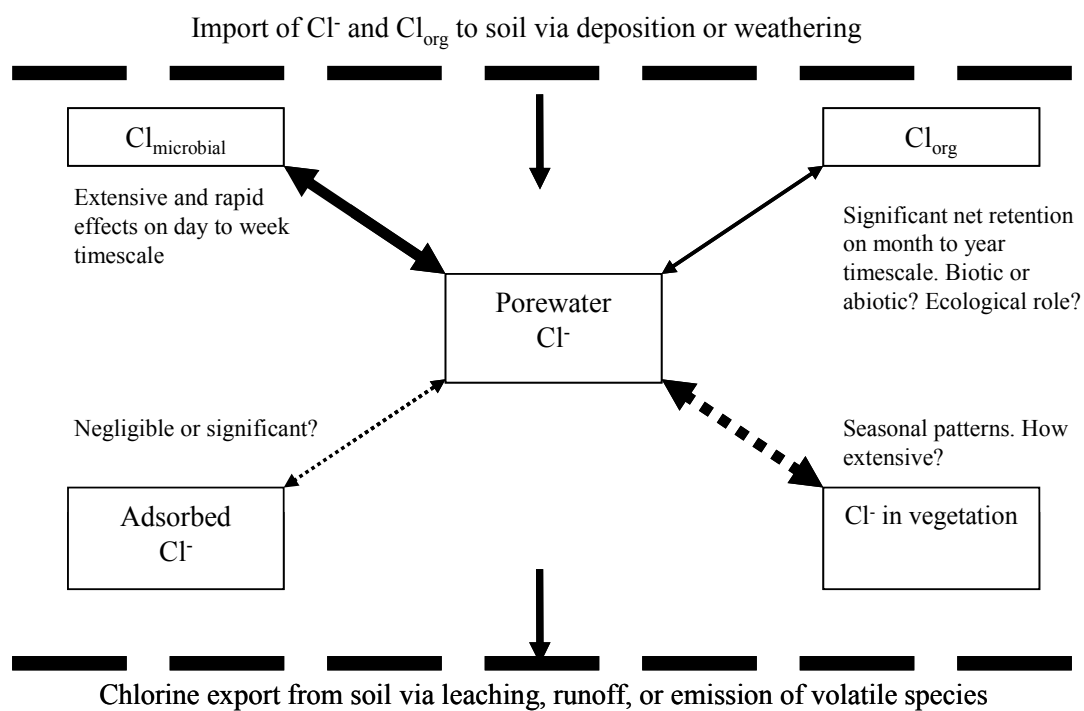 Import of Cl⁻ and Cl_org to soil via deposition or weathering
Cl_microbial
Extensive and rapid
effects on day to week
timescale
Cl_org
Significant net retention
on month to year
timescale. Biotic or
abiotic? Ecological role?
Porewater
Cl⁻
Negligible or significant?
Seasonal patterns. How
extensive?
Adsorbed
Cl⁻
Cl⁻ in vegetation
Chlorine export from soil via leaching, runoff, or emission of volatile species